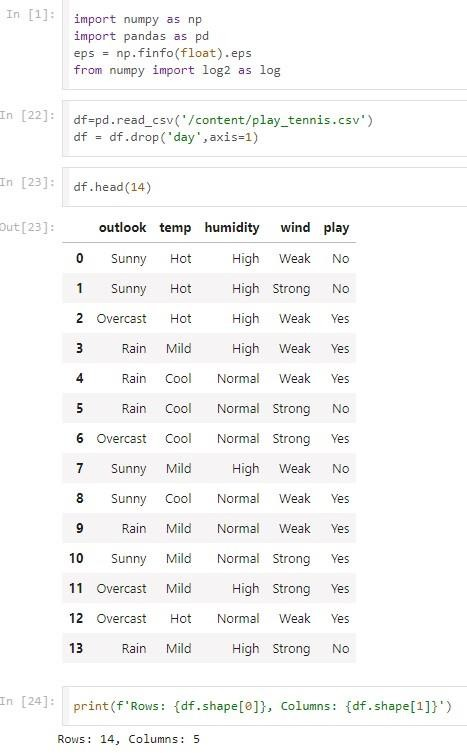 In [1]:
import numpy as np
import pandas as pd
eps = np.finfo(float).eps
from numpy import log2 as log
In [22]:
df=pd.read_csv('/content/play_tennis.csv')
df = df.drop('day',axis=1)
In [23]:
df.head(14)
Out[23]:
outlook temp humidity wind play
0 Sunny Hot High Weak No
1 Sunny Hot High Strong No
2 Overcast Hot High Weak Yes
3 Rain Mild High Weak Yes
4 Rain Cool Normal Weak Yes
5 Rain Cool Normal Strong No
6 Overcast Cool Normal Strong Yes
7 Sunny Mild High Weak No
8 Sunny Cool Normal Weak Yes
9 Rain Mild Normal Weak Yes
10 Sunny Mild Normal Strong Yes
11 Overcast Mild High Strong Yes
12 Overcast Hot Normal Weak Yes
13 Rain Mild High Strong No
In [24]:
print(f'Rows: {df.shape[0]}, Columns: {df.shape[1]}')
Rows: 14, Columns: 5